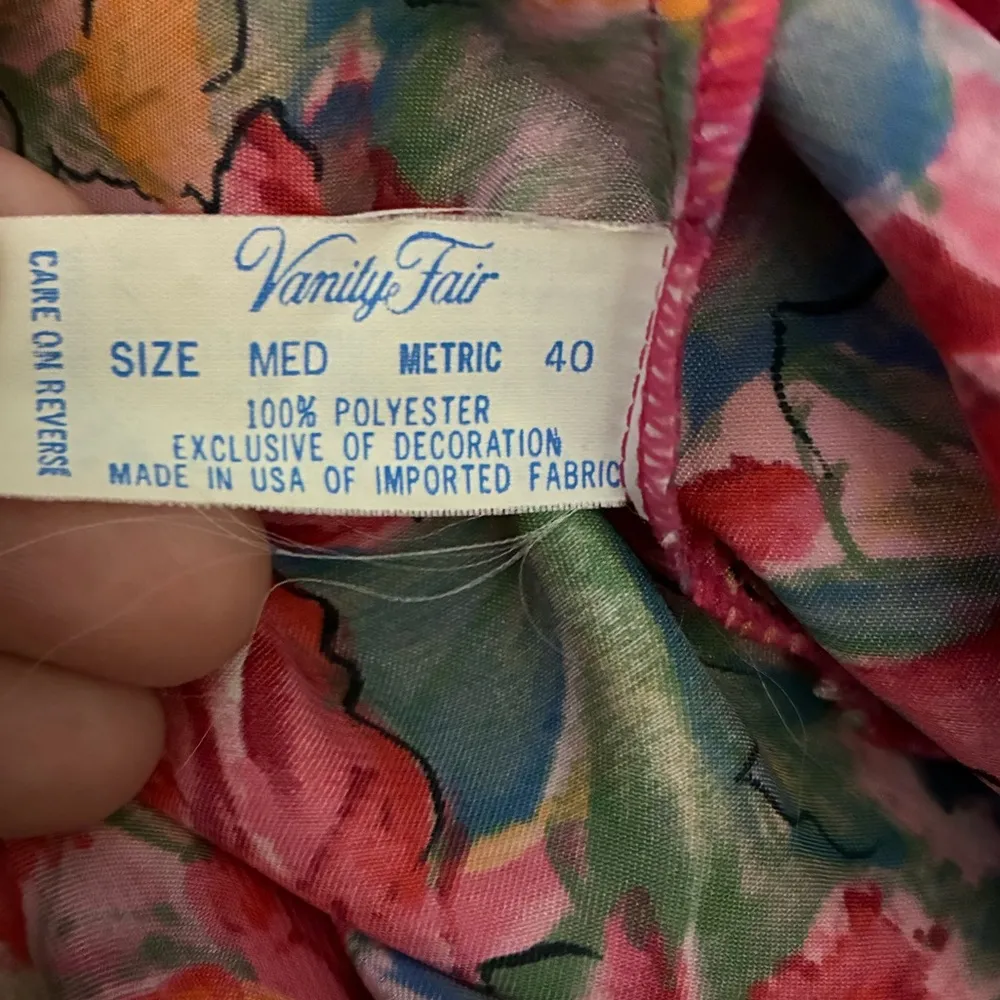 Vanity Fair
SIZE MED METRIC 40
100% POLYESTER
EXCLUSIVE OF DECORATION
MADE IN USA OF IMPORTED FABRIC
CARE ON REVERSE